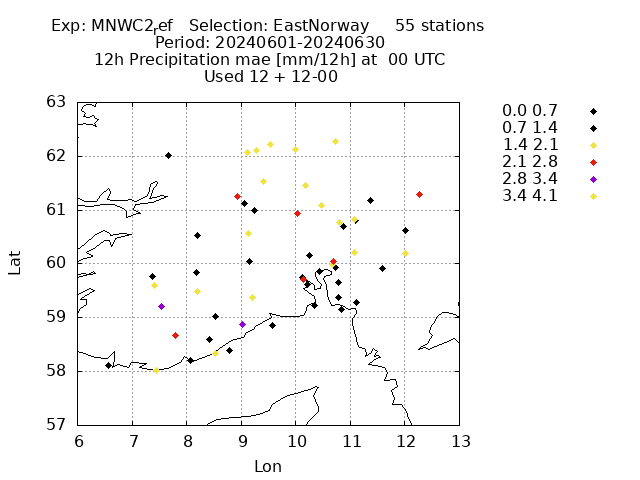 Exp: MNWC2_ref   Selection: EastNorway     55 stations
Period: 20240601-20240630
12h Precipitation mae [mm/12h] at  00 UTC
Used 12 + 12-00
63
62
61
60
59
58
57
6 7 8 9 10 11 12 13
Lat
Lon
0.0 0.7
0.7 1.4
1.4 2.1
2.1 2.8
2.8 3.4
3.4 4.1